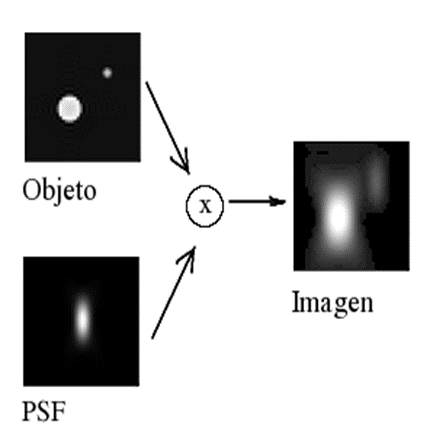 Objeto
x
Imagen
PSF